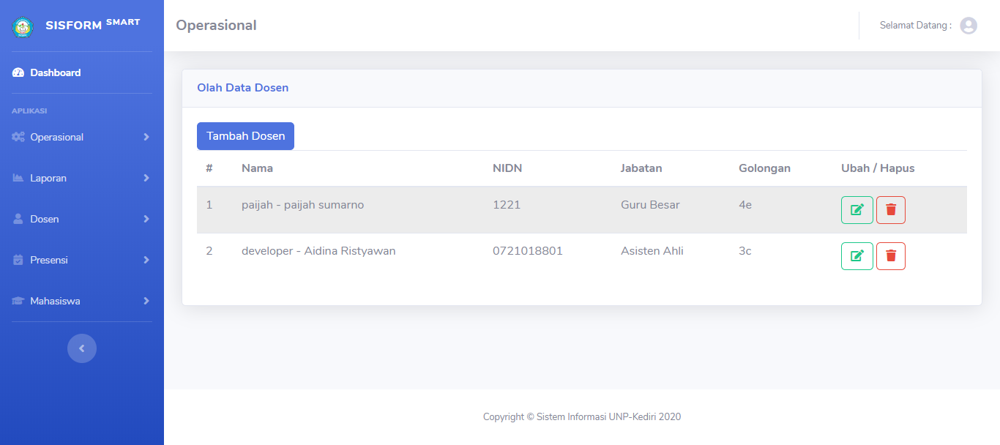 SISFORM SMART
Operasional
Selamat Datang :
Dashboard
APLIKASI
Operasional
Laporan
Dosen
Presensi
Mahasiswa
Olah Data Dosen
Tambah Dosen
# Nama NIDN Jabatan Golongan Ubah / Hapus
1 paijah - paijah sumarno 1221 Guru Besar 4e
2 developer - Aidina Ristyawan 0721018801 Asisten Ahli 3c
Copyright © Sistem Informasi UNP-Kediri 2020